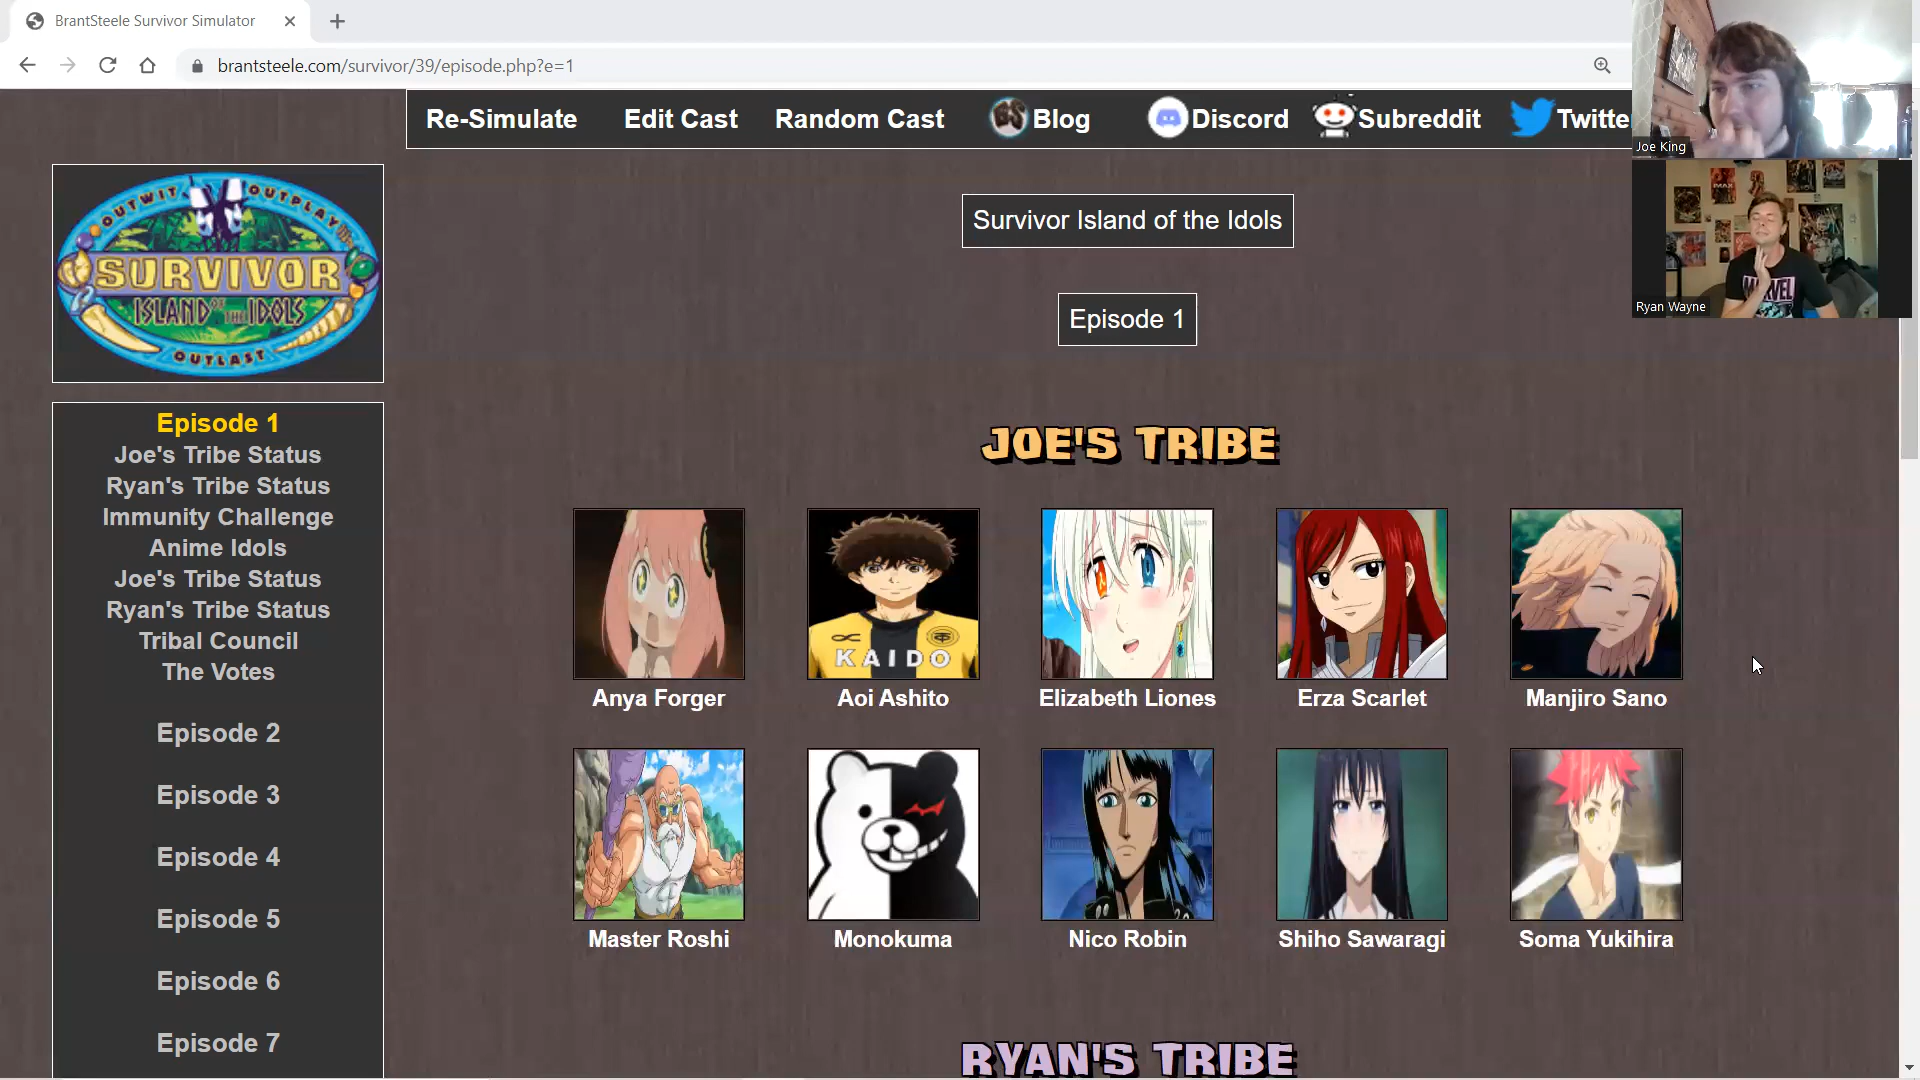 BrantSteele Survivor Simulator
brantsteele.com/survivor/39/episode.php?e=1
Re-Simulate
Edit Cast
Random Cast
Blog
Discord
Subreddit
Twitte
Joe King
Ryan Wayne
IMAX
MARVEL
OUTWIT OUTPLAY
SURVIVOR
ISLAND OF THE IDOLS
OUTLAST
Survivor Island of the Idols
Episode 1
Episode 1
Joe's Tribe Status
Ryan's Tribe Status
Immunity Challenge
Anime Idols
Joe's Tribe Status
Ryan's Tribe Status
Tribal Council
The Votes
Episode 2
Episode 3
Episode 4
Episode 5
Episode 6
Episode 7
JOE'S TRIBE
KAIDO
Anya Forger
Aoi Ashito
Elizabeth Liones
Erza Scarlet
Manjiro Sano
Master Roshi
Monokuma
Nico Robin
Shiho Sawaragi
Soma Yukihira
RYAN'S TRIBE